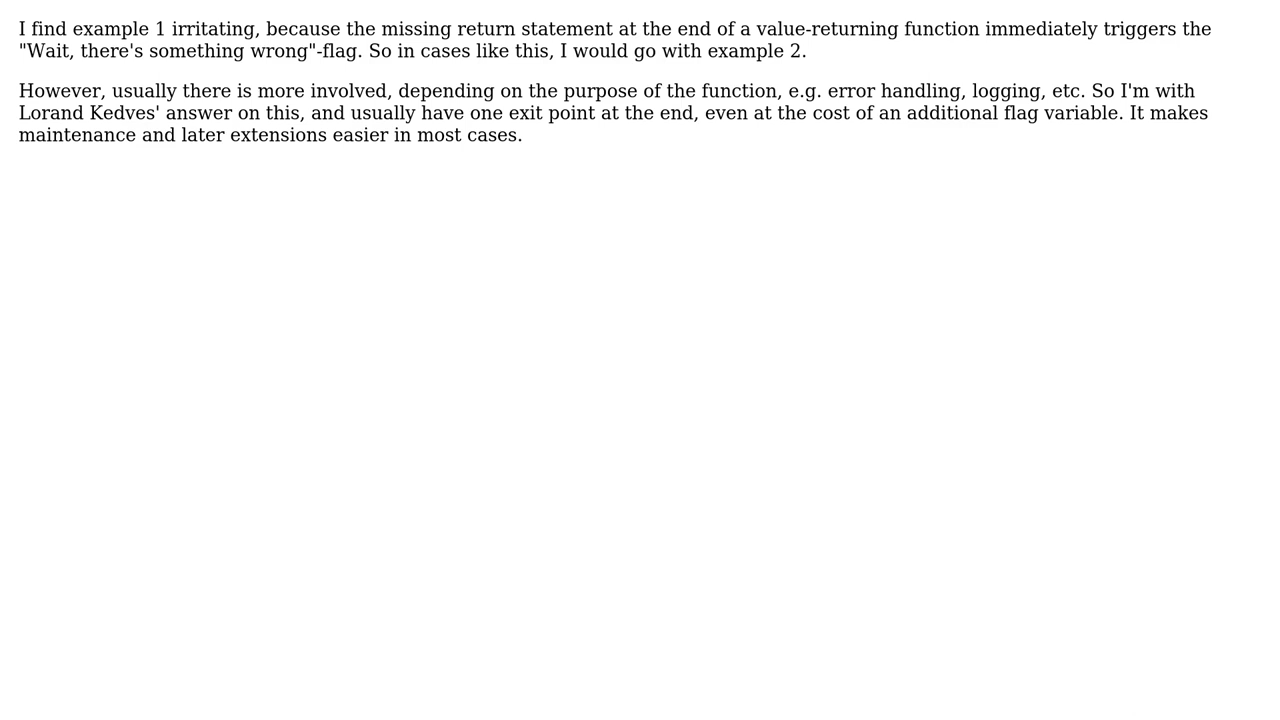 I find example 1 irritating, because the missing return statement at the end of a value-returning function immediately triggers the
"Wait, there's something wrong"-flag. So in cases like this, I would go with example 2.
However, usually there is more involved, depending on the purpose of the function, e.g. error handling, logging, etc. So I'm with
Lorand Kedves' answer on this, and usually have one exit point at the end, even at the cost of an additional flag variable. It makes
maintenance and later extensions easier in most cases.